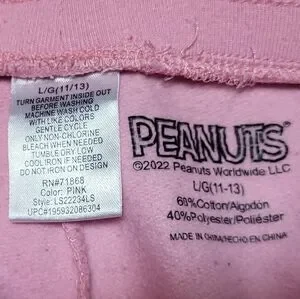 L/G(11/13)
TURN GARMENT INSIDE OUT
BEFORE WASHING
MACHINE WASH COLD
WITH LIKE COLORS
GENTLE CYCLE
ONLY NON-CHLORINE
BLEACH WHEN NEEDED
TUMBLE DRY LOW
COOL IRON IF NEEDED
DO NOT IRON ON DESIGN
RN#71868
Color: PINK
Style: LS22234LS
UPC#195932086304
PEANUTS
©2022 Peanuts Worldwide LLC
L/G(11-13)
60%Cotton/Algodón
40%Polyester/Poliéster
MADE IN CHINA/HECHO EN CHINA